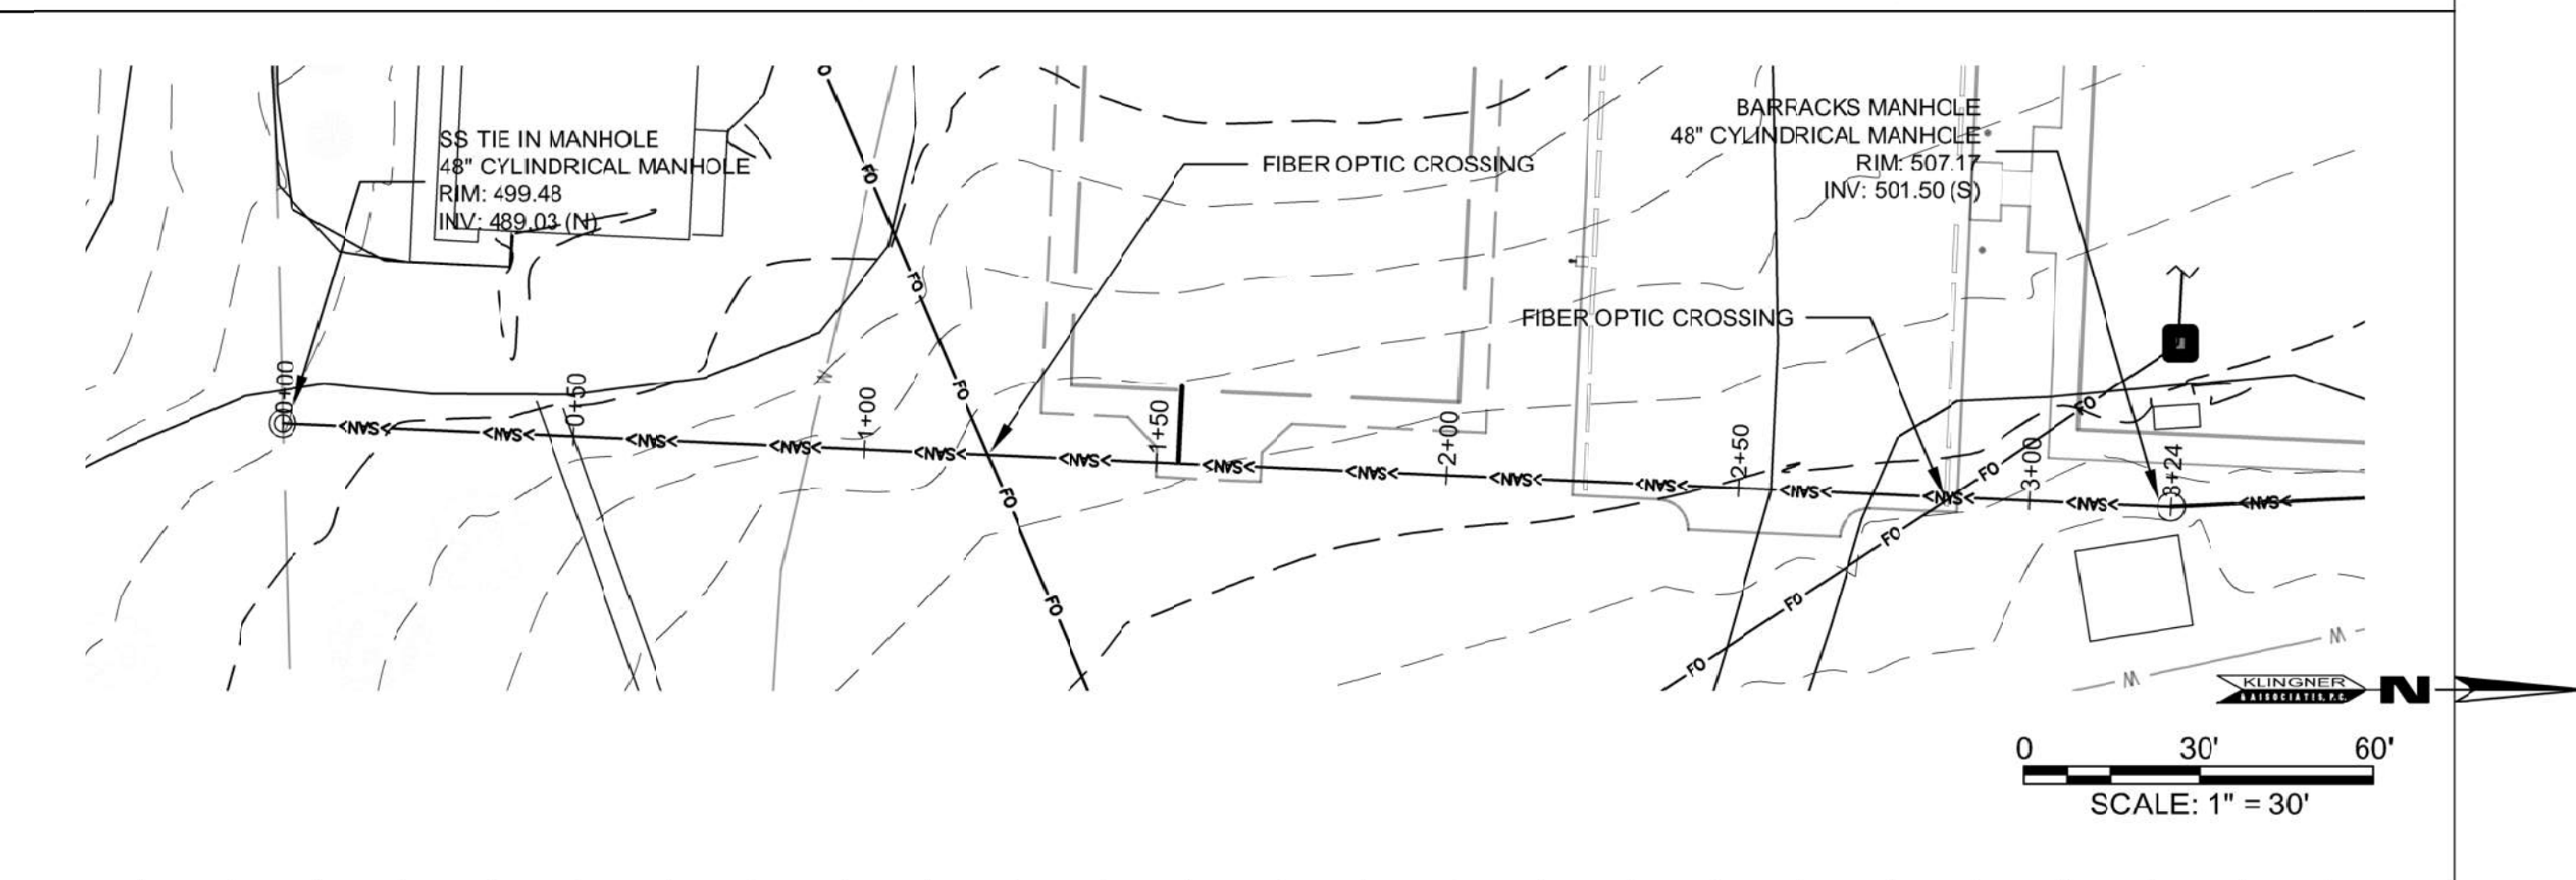 SS TIE IN MANHOLE
48" CYLINDRICAL MANHOLE
RIM: 499.48
INV: 489.03 (N)
FIBER OPTIC CROSSING
BARRACKS MANHOLE
48" CYLINDRICAL MANHOLE
RIM: 507.17
INV: 501.50 (S)
FIBER OPTIC CROSSING
FO
FO
FO
FO
FO
FO
FO
FO
FO
FO
W
W
W
0+00
0+50
1+00
1+50
2+00
2+50
3+00
3+24
SAN
SAN
SAN
SAN
SAN
SAN
SAN
SAN
SAN
SAN
SAN
SAN
SAN
SAN
KLINGNER
& ASSOCIATES, P.C.
N
0 30' 60'
SCALE: 1" = 30'